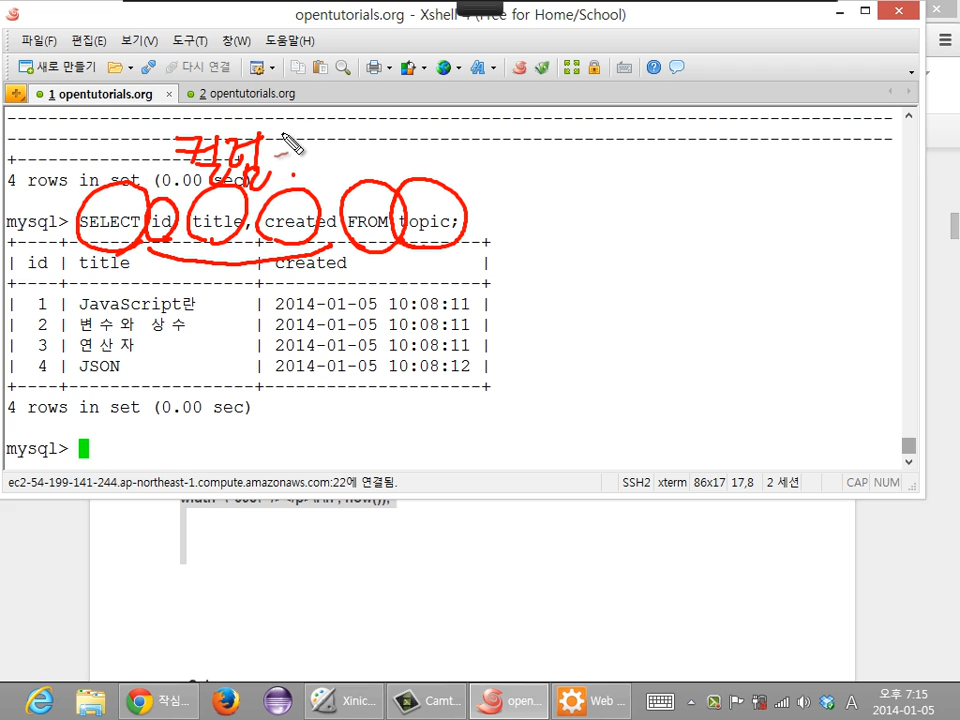 opentutorials.org - Xshell 4 (Free for Home/School)
파일(F) 편집(E) 보기(V) 도구(T) 창(W) 도움말(H)
새로 만들기 다시 연결
1 opentutorials.org × 2 opentutorials.org
4 rows in set (0.00 sec)
mysql> SELECT id, title, created FROM topic;
+----+-------------------+---------------------+
| id | title | created |
+----+-------------------+---------------------+
| 1 | JavaScript란 | 2014-01-05 10:08:11 |
| 2 | 변수와 상수 | 2014-01-05 10:08:11 |
| 3 | 연산자 | 2014-01-05 10:08:11 |
| 4 | JSON | 2014-01-05 10:08:12 |
+----+-------------------+---------------------+
4 rows in set (0.00 sec)
mysql>
ec2-54-199-141-244.ap-northeast-1.compute.amazonaws.com:22에 연결됨. SSH2 xterm 86x17 17,8 2 세션 CAP NUM
작심... Xinic... Camt... open... Web ... A 오후 7:15
2014-01-05